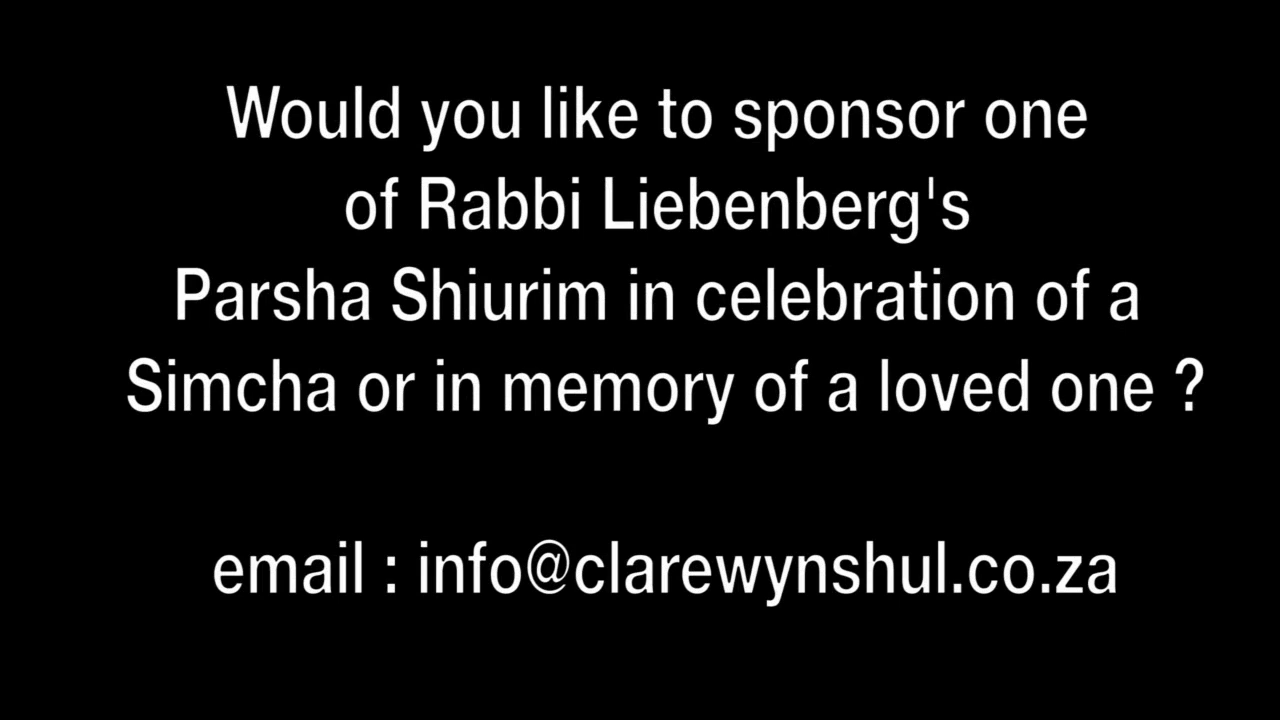 Would you like to sponsor one
of Rabbi Liebenberg's
Parsha Shiurim in celebration of a
Simcha or in memory of a loved one ?
email : info@clarewynshul.co.za